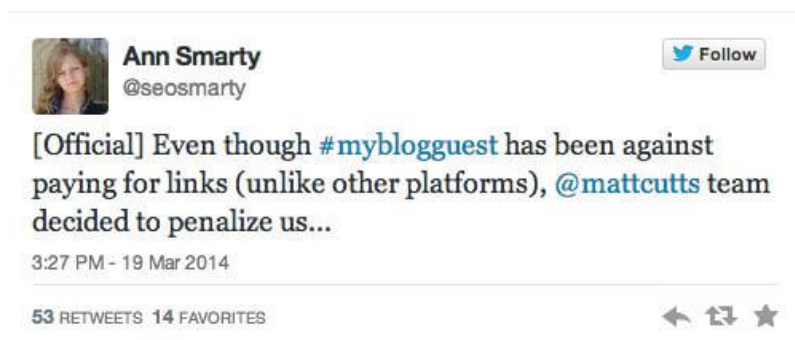 Ann Smarty
Follow
@seosmarty
[Official] Even though #myblogguest has been against
paying for links (unlike other platforms), @mattcutts team
decided to penalize us...
3:27 PM - 19 Mar 2014
53 RETWEETS 14 FAVORITES